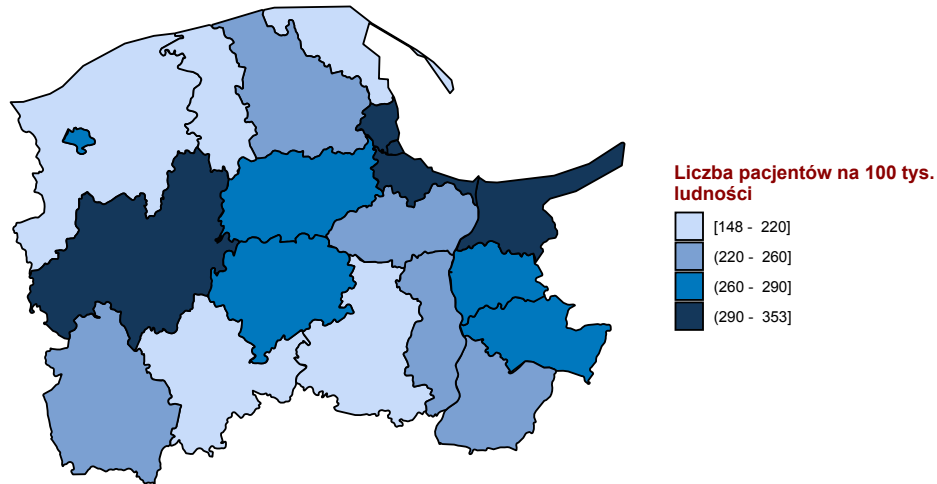 Liczba pacjentów na 100 tys.
ludności
[148 - 220]
(220 - 260]
(260 - 290]
(290 - 353]